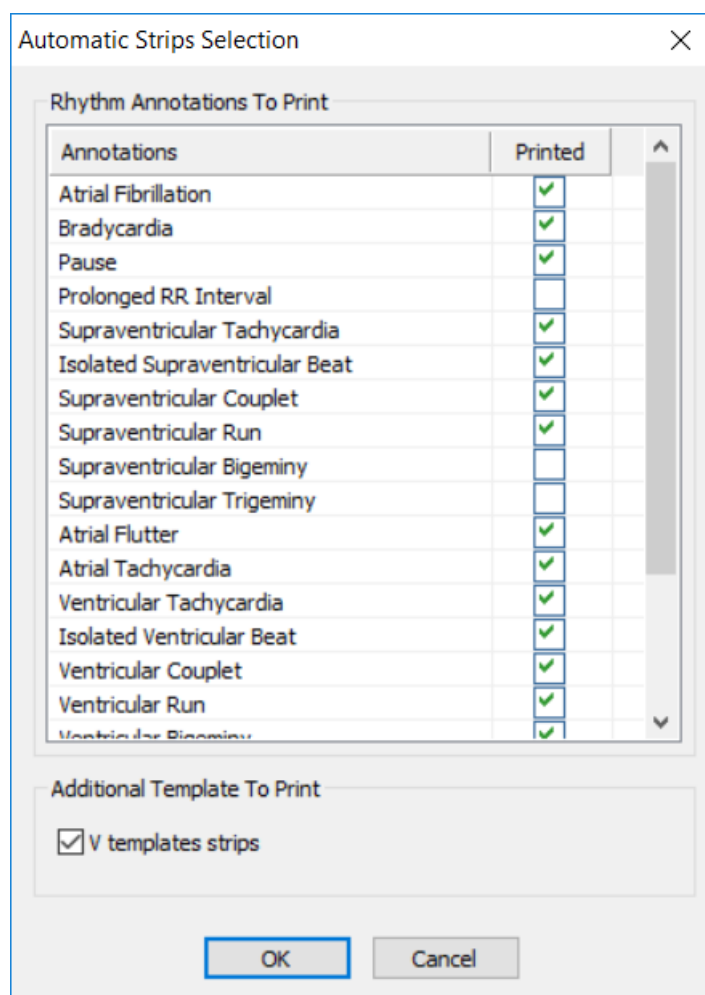 Automatic Strips Selection
Rhythm Annotations To Print
Annotations Printed
Atrial Fibrillation
Bradycardia
Pause
Prolonged RR Interval
Supraventricular Tachycardia
Isolated Supraventricular Beat
Supraventricular Couplet
Supraventricular Run
Supraventricular Bigeminy
Supraventricular Trigeminy
Atrial Flutter
Atrial Tachycardia
Ventricular Tachycardia
Isolated Ventricular Beat
Ventricular Couplet
Ventricular Run
Ventricular Bigeminy
Additional Template To Print
V templates strips
OK Cancel